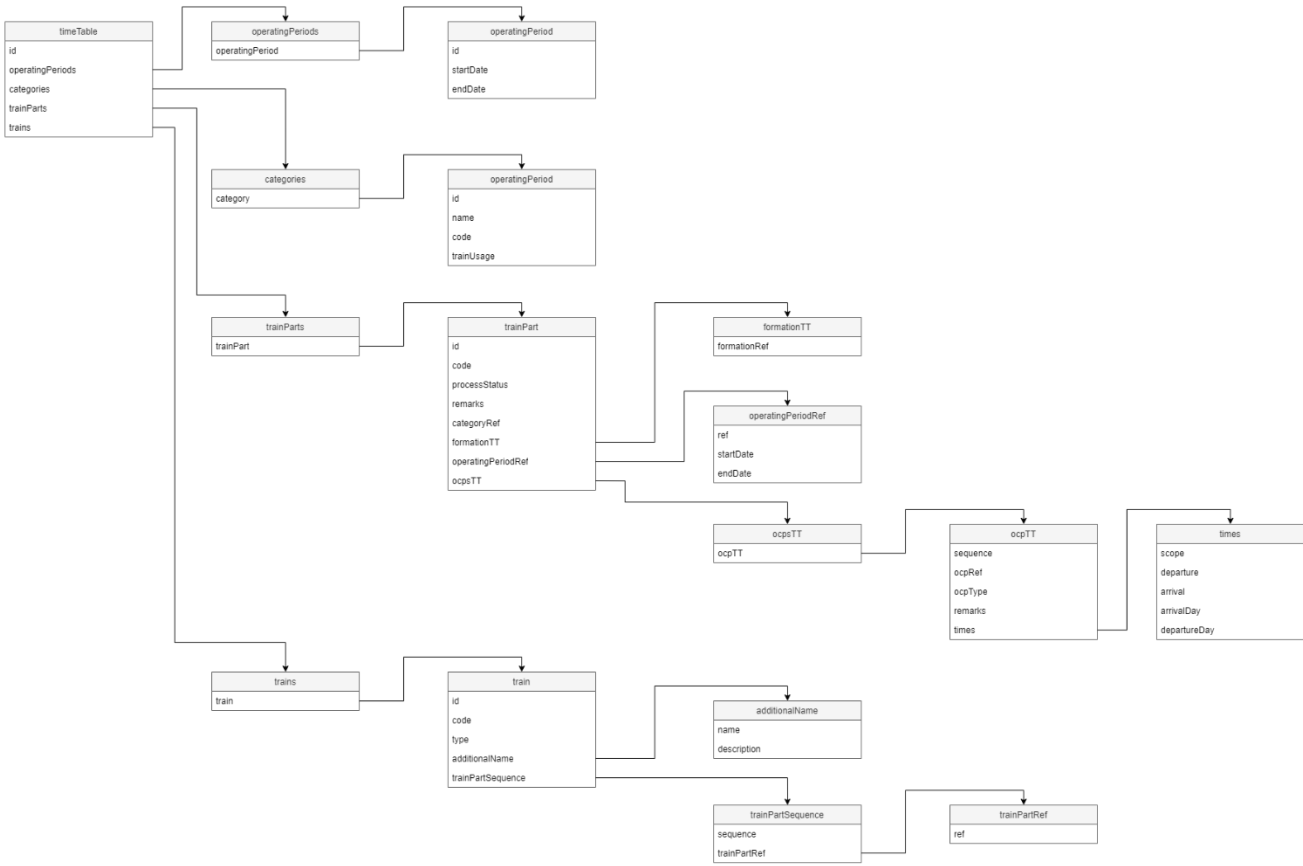 timeTable
id
operatingPeriods
categories
trainParts
trains
operatingPeriods
operatingPeriod
operatingPeriod
id
startDate
endDate
categories
category
operatingPeriod
id
name
code
trainUsage
trainParts
trainPart
trainPart
id
code
processStatus
remarks
categoryRef
formationTT
operatingPeriodRef
ocpsTT
formationTT
formationRef
operatingPeriodRef
ref
startDate
endDate
ocpsTT
ocpTT
ocpTT
sequence
ocpRef
ocpType
remarks
times
times
scope
departure
arrival
arrivalDay
departureDay
trains
train
train
id
code
type
additionalName
trainPartSequence
additionalName
name
description
trainPartSequence
sequence
trainPartRef
trainPartRef
ref